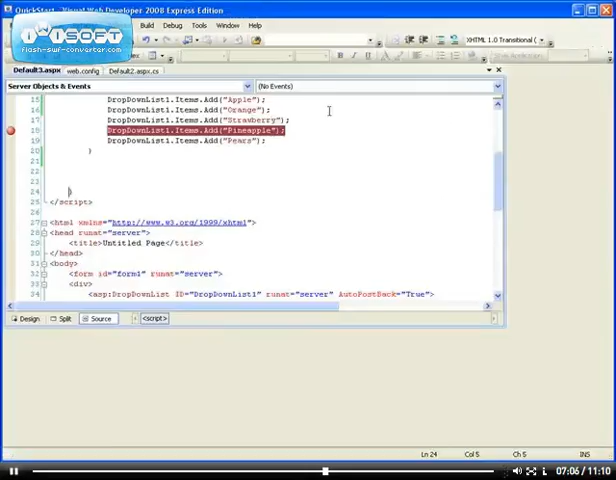 QuickStart - Visual Web Developer 2008 Express Edition
iWiSOFT
flash-swf-converter.com
Build Debug Tools Window Help
XHTML 1.0 Transitional (
Default3.aspx web.config Default2.aspx.cs
Server Objects & Events (No Events)
15 DropDownList1.Items.Add("Apple");
16 DropDownList1.Items.Add("Orange");
17 DropDownList1.Items.Add("Strawberry");
18 DropDownList1.Items.Add("Pineapple");
19 DropDownList1.Items.Add("Pears");
20 }
21
22
23
24 }
25 </script>
26
27 <html xmlns="http://www.w3.org/1999/xhtml">
28 <head runat="server">
29 <title>Untitled Page</title>
30 </head>
31 <body>
32 <form id="form1" runat="server">
33 <div>
34 <asp:DropDownList ID="DropDownList1" runat="server" AutoPostBack="True"
Design Split Source <script>
Ln 24 Col 5 Ch 5 INS
07:06 / 11:10